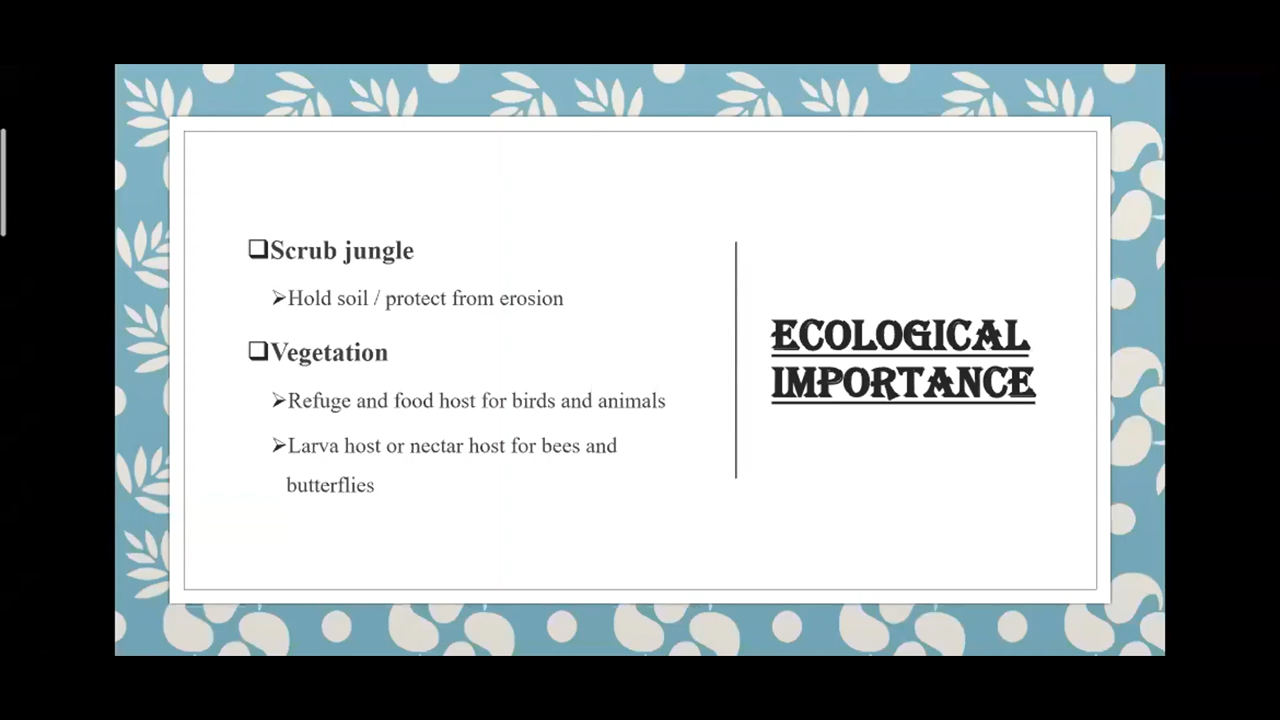 Scrub jungle
Hold soil / protect from erosion
Vegetation
Refuge and food host for birds and animals
Larva host or nectar host for bees and
butterflies
ECOLOGICAL
IMPORTANCE